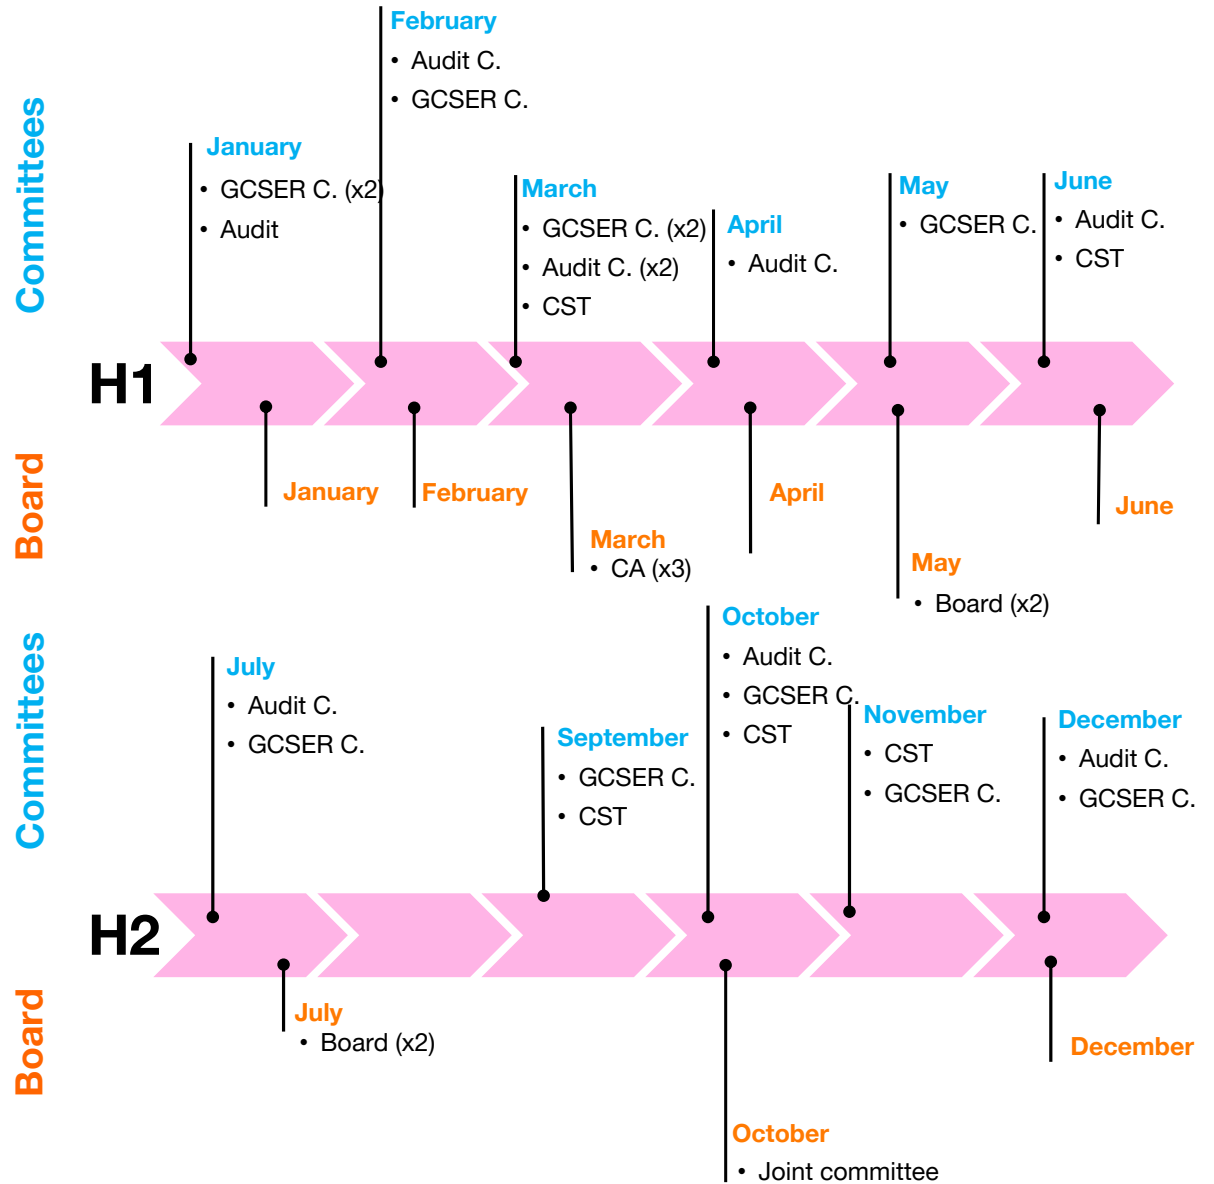 Committees
February
• Audit C.
• GCSER C.
January
• GCSER C. (x2)
• Audit
March
• GCSER C. (x2)
• Audit C. (x2)
• CST
April
• Audit C.
May
• GCSER C.
June
• Audit C.
• CST
H1
Board
January
February
March
• CA (x3)
April
May
• Board (x2)
June
Committees
July
• Audit C.
• GCSER C.
September
• GCSER C.
• CST
October
• Audit C.
• GCSER C.
• CST
November
• CST
• GCSER C.
December
• Audit C.
• GCSER C.
H2
Board
July
• Board (x2)
October
• Joint committee
December